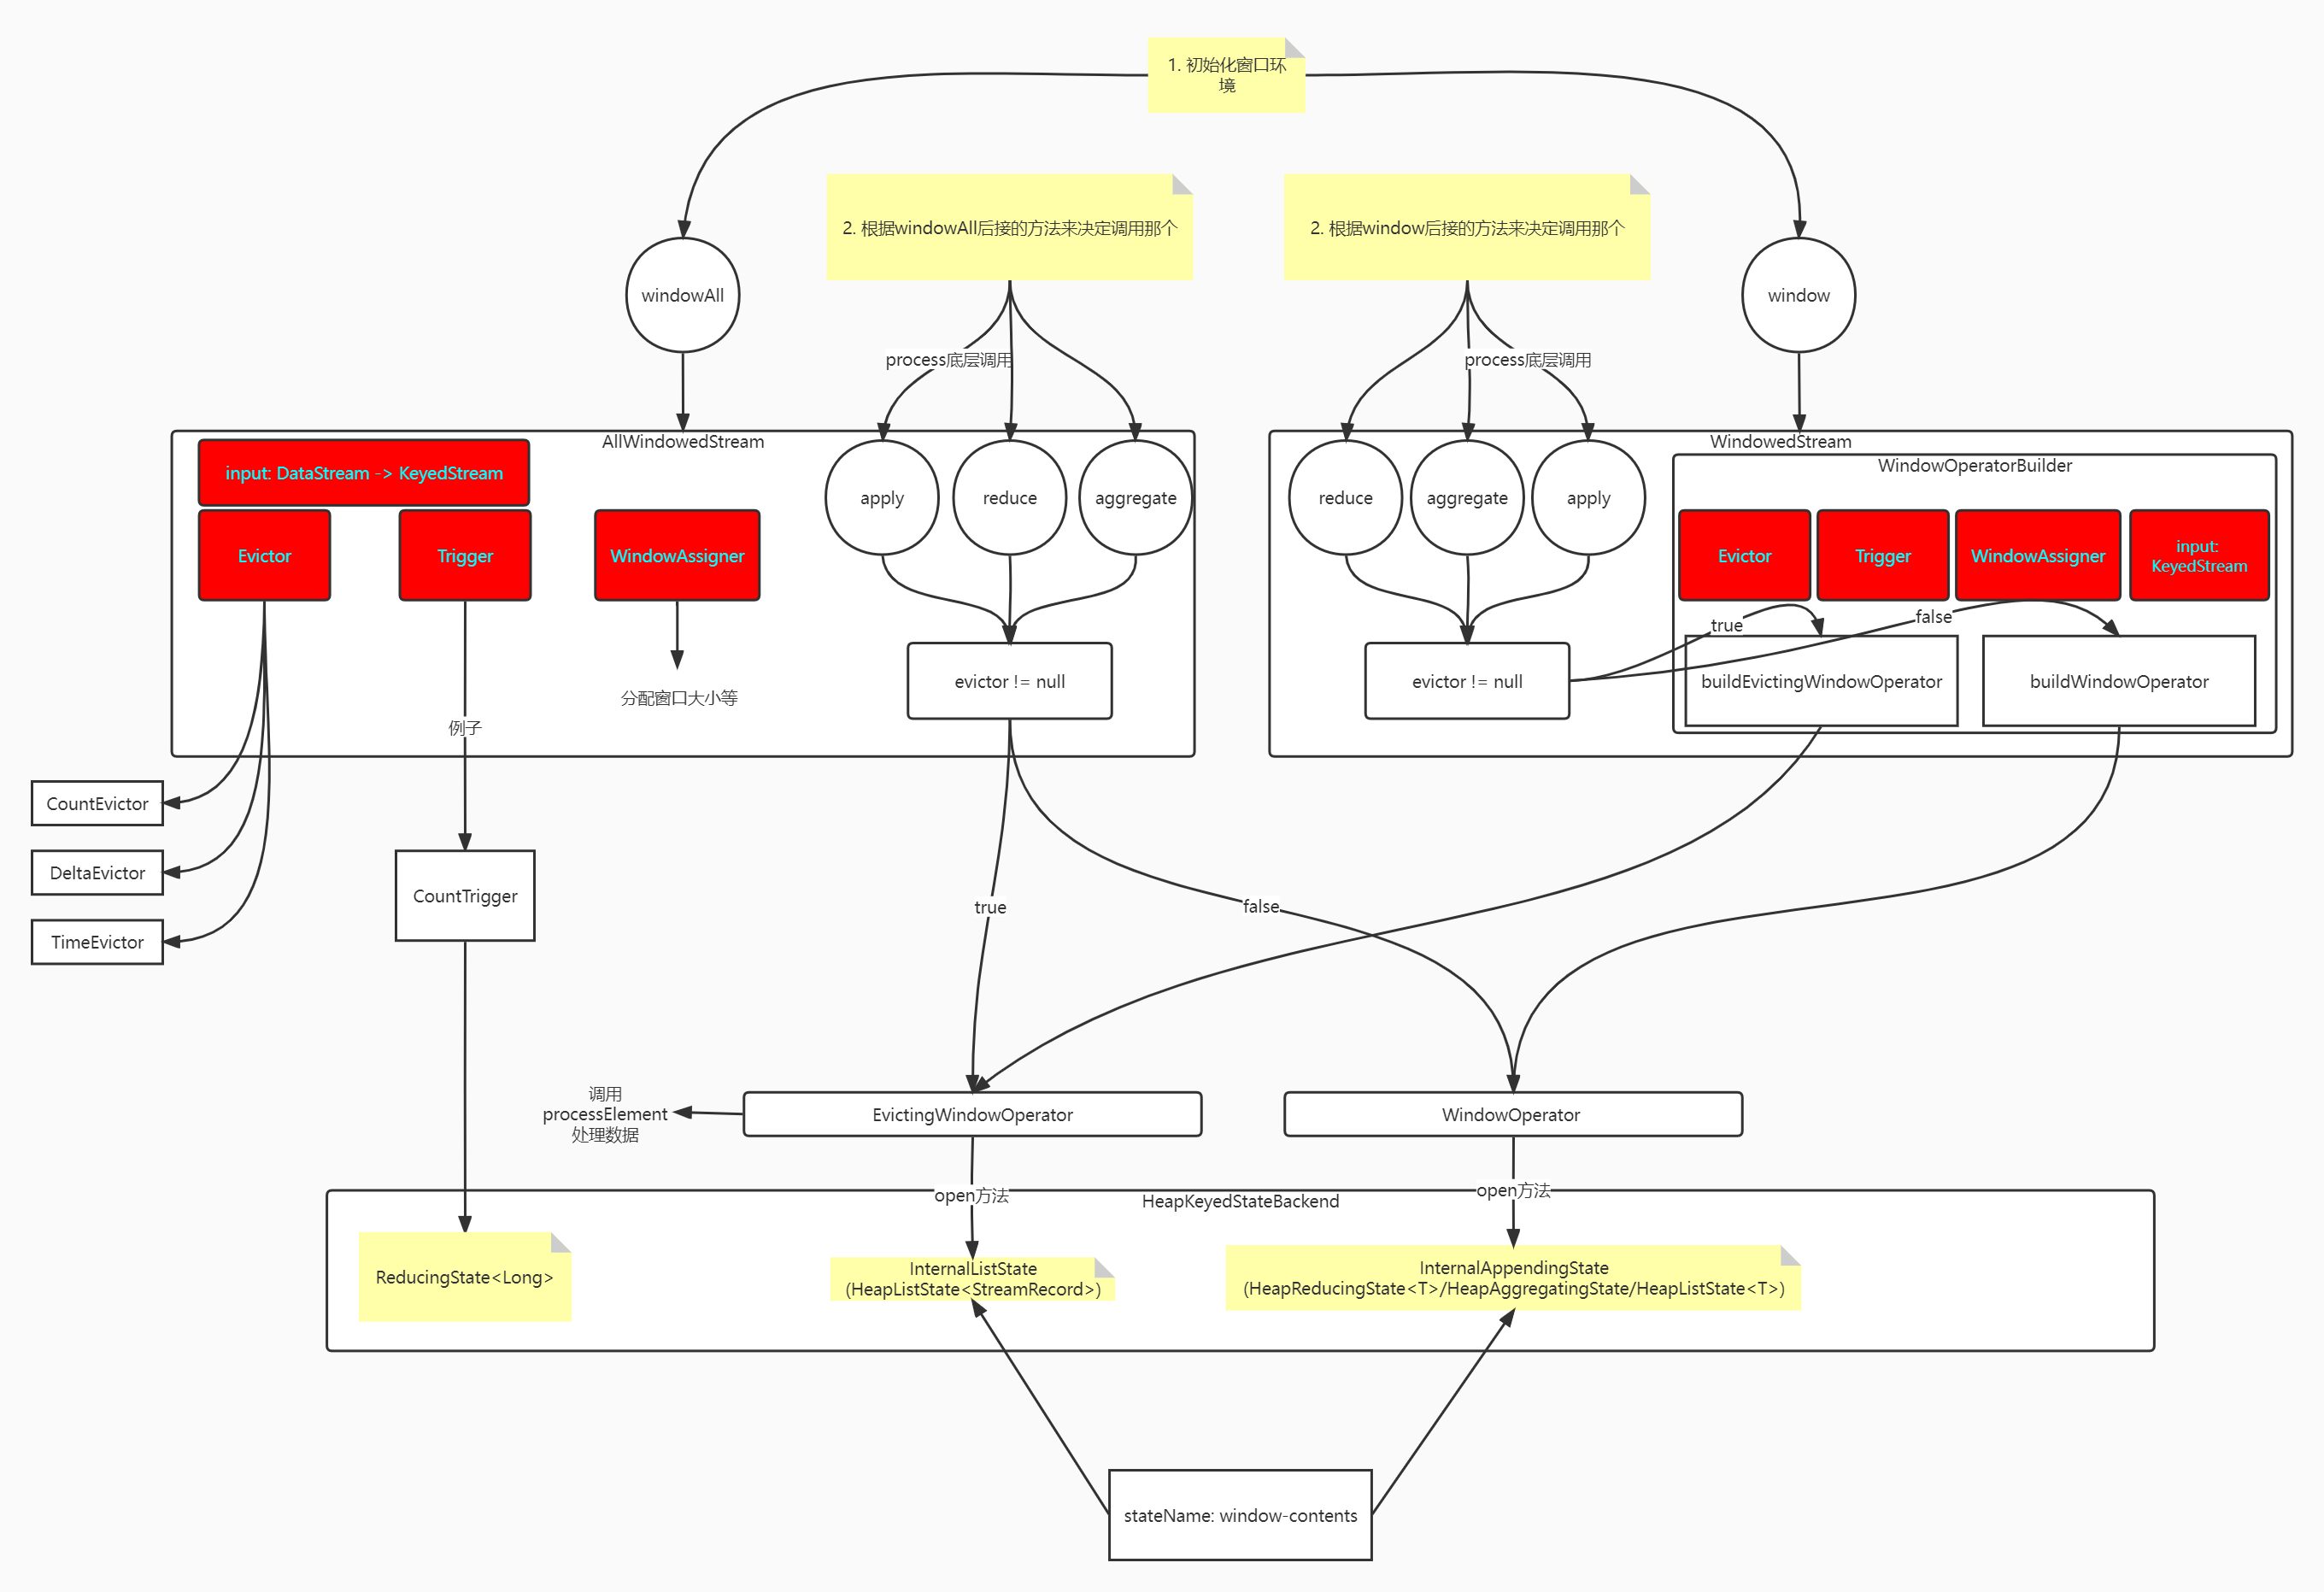 1. 初始化窗口环
境
2. 根据windowAll后接的方法来决定调用那个
2. 根据window后接的方法来决定调用那个
windowAll
window
process底层调用
process底层调用
AllWindowedStream
WindowedStream
input: DataStream -> KeyedStream
WindowOperatorBuilder
apply
reduce
aggregate
reduce
aggregate
apply
Evictor
Trigger
WindowAssigner
Evictor
Trigger
WindowAssigner
input:
KeyedStream
true
false
evictor != null
evictor != null
buildEvictingWindowOperator
buildWindowOperator
分配窗口大小等
例子
CountEvictor
DeltaEvictor
TimeEvictor
CountTrigger
true
false
调用
processElement
处理数据
EvictingWindowOperator
WindowOperator
open方法
open方法
HeapKeyedStateBackend
ReducingState<Long>
InternalListState
(HeapListState<StreamRecord>)
InternalAppendingState
(HeapReducingState<T>/HeapAggregatingState/HeapListState<T>)
stateName: window-contents